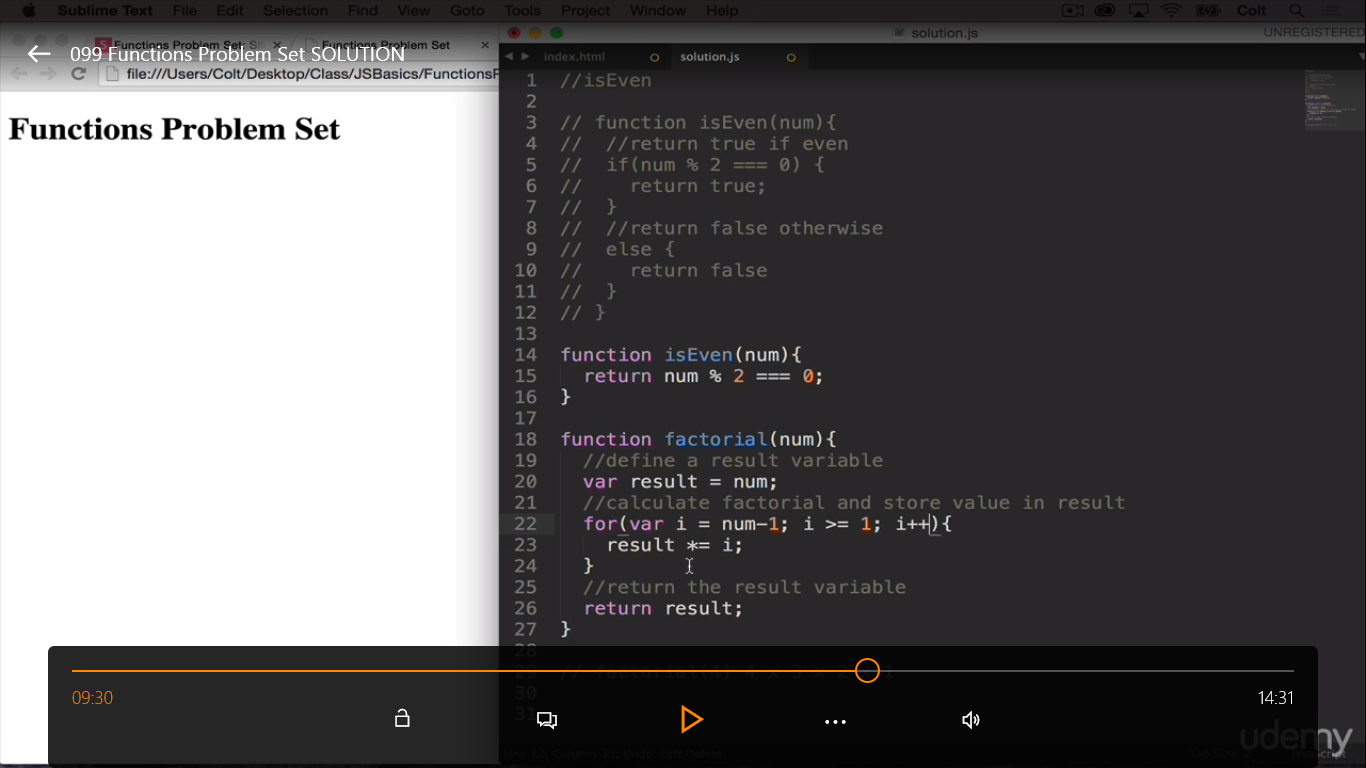 Sublime Text File Edit Selection Find View Goto Tools Project Window Help Colt
Functions Problem Set: S
Functions Problem Set
099 Functions Problem Set SOLUTION
file:///Users/Colt/Desktop/Class/JSBasics/FunctionsP
solution.js
UNREGISTERED
index.html
solution.js
Functions Problem Set
1 //isEven
2
3 // function isEven(num){
4 //  //return true if even
5 //  if(num % 2 === 0) {
6 //    return true;
7 //  }
8 //  //return false otherwise
9 //  else {
10 //    return false
11 //  }
12 // }
13
14 function isEven(num){
15   return num % 2 === 0;
16 }
17
18 function factorial(num){
19   //define a result variable
20   var result = num;
21   //calculate factorial and store value in result
22   for(var i = num-1; i >= 1; i++){
23     result *= i;
24   }
25   //return the result variable
26   return result;
27 }
28
29 // factorial(4) 4 x 3 x 2 x 1
30
31
09:30
14:31
udemy